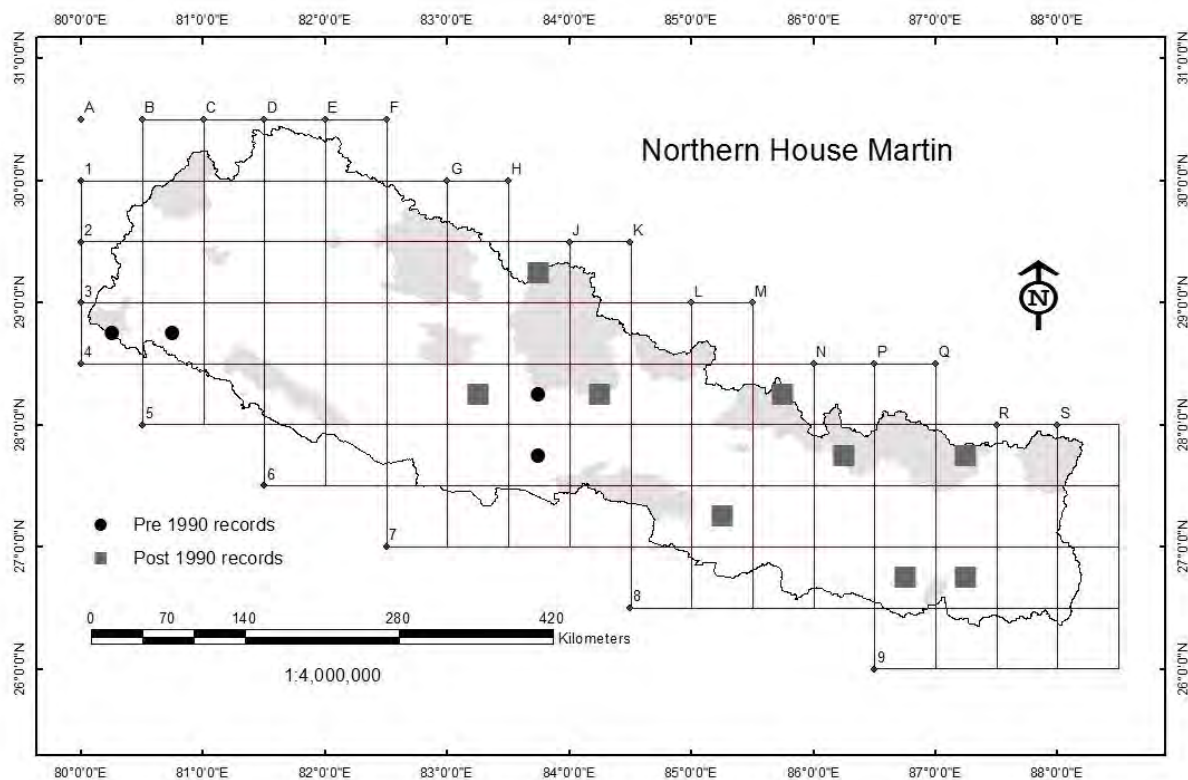 80°0'0"E 81°0'0"E 82°0'0"E 83°0'0"E 84°0'0"E 85°0'0"E 86°0'0"E 87°0'0"E 88°0'0"E
31°0'0"N 31°0'0"N
A B C D E F
Northern House Martin
1 G H
30°0'0"N 30°0'0"N
2 J K
3 L M
29°0'0"N 29°0'0"N
N
4 N P Q
5 R S
28°0'0"N 28°0'0"N
6
Pre 1990 records
Post 1990 records
7
27°0'0"N 27°0'0"N
8
0 70 140 280 420
Kilometers
1:4,000,000
9
26°0'0"N 26°0'0"N
80°0'0"E 81°0'0"E 82°0'0"E 83°0'0"E 84°0'0"E 85°0'0"E 86°0'0"E 87°0'0"E 88°0'0"E